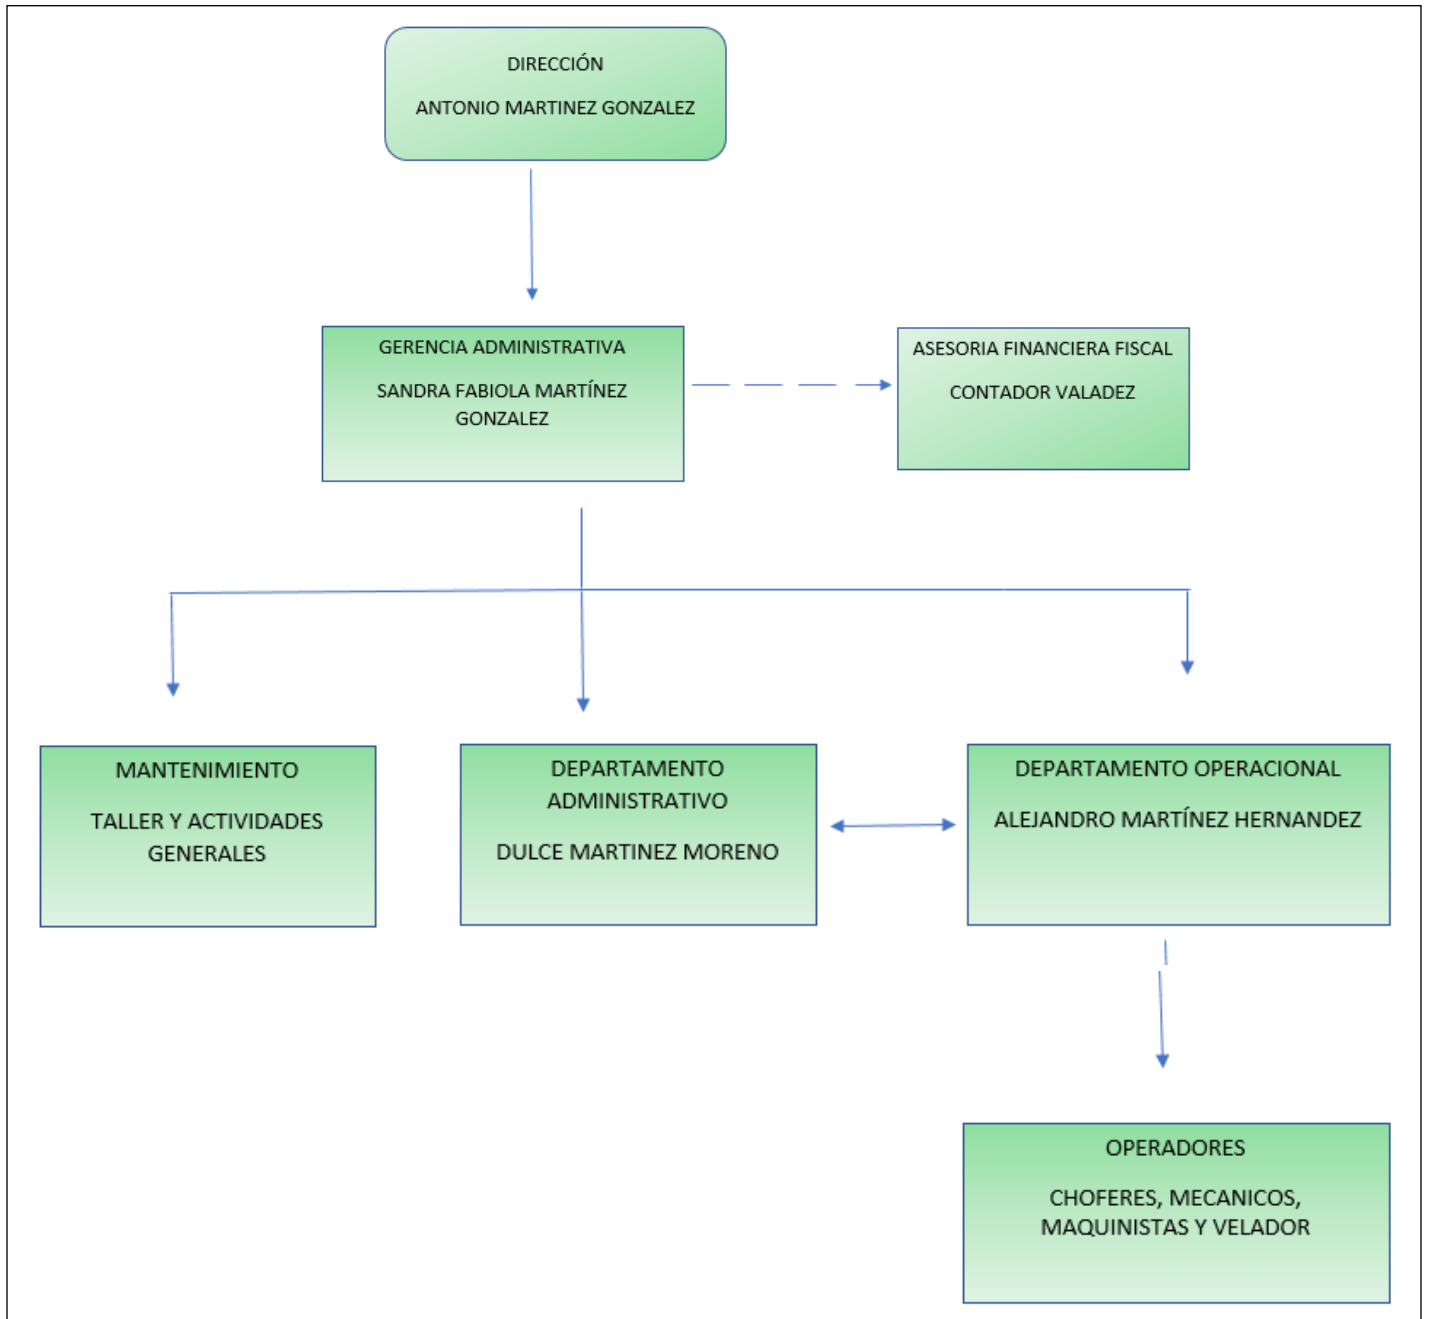 DIRECCIÓN
ANTONIO MARTINEZ GONZALEZ
GERENCIA ADMINISTRATIVA
SANDRA FABIOLA MARTÍNEZ
GONZALEZ
ASESORIA FINANCIERA FISCAL
CONTADOR VALADEZ
MANTENIMIENTO
TALLER Y ACTIVIDADES
GENERALES
DEPARTAMENTO
ADMINISTRATIVO
DULCE MARTINEZ MORENO
DEPARTAMENTO OPERACIONAL
ALEJANDRO MARTÍNEZ HERNANDEZ
OPERADORES
CHOFERES, MECANICOS,
MAQUINISTAS Y VELADOR